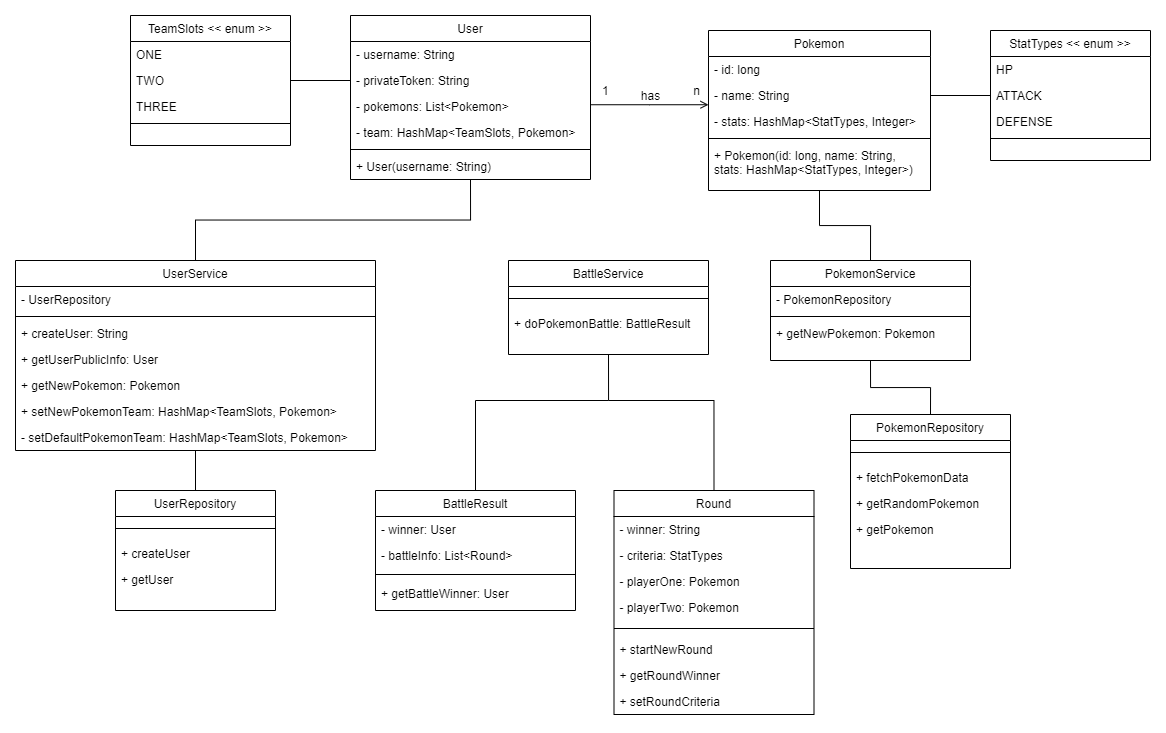 TeamSlots << enum >>
ONE
TWO
THREE
User
- username: String
- privateToken: String
- pokemons: List<Pokemon>
- team: HashMap<TeamSlots, Pokemon>
+ User(username: String)
1
has
n
Pokemon
- id: long
- name: String
- stats: HashMap<StatTypes, Integer>
+ Pokemon(id: long, name: String,
stats: HashMap<StatTypes, Integer>)
StatTypes << enum >>
HP
ATTACK
DEFENSE
UserService
- UserRepository
+ createUser: String
+ getUserPublicInfo: User
+ getNewPokemon: Pokemon
+ setNewPokemonTeam: HashMap<TeamSlots, Pokemon>
- setDefaultPokemonTeam: HashMap<TeamSlots, Pokemon>
BattleService
+ doPokemonBattle: BattleResult
PokemonService
- PokemonRepository
+ getNewPokemon: Pokemon
UserRepository
+ createUser
+ getUser
BattleResult
- winner: User
- battleInfo: List<Round>
+ getBattleWinner: User
Round
- winner: String
- criteria: StatTypes
- playerOne: Pokemon
- playerTwo: Pokemon
+ startNewRound
+ getRoundWinner
+ setRoundCriteria
PokemonRepository
+ fetchPokemonData
+ getRandomPokemon
+ getPokemon